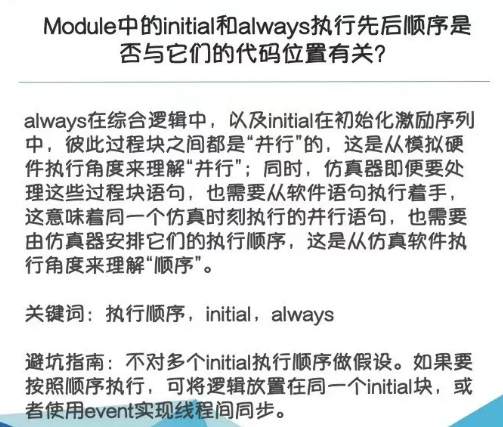 Module中的initial和always执行先后顺序是
否与它们的代码位置有关？
always在综合逻辑中，以及initial在初始化激励序列
中，彼此过程块之间都是“并行”的，这是从模拟硬
件执行角度来理解“并行”；同时，仿真器即便要处
理这些过程块语句，也需要从软件语句执行着手，
这意味着同一个仿真时刻执行的并行语句，也需要
由仿真器安排它们的执行顺序，这是从仿真软件执
行角度来理解“顺序”。
关键词：执行顺序，initial，always
避坑指南：不对多个initial执行顺序做假设。如果要
按照顺序执行，可将逻辑放置在同一个initial块，或
者使用event实现线程间同步。